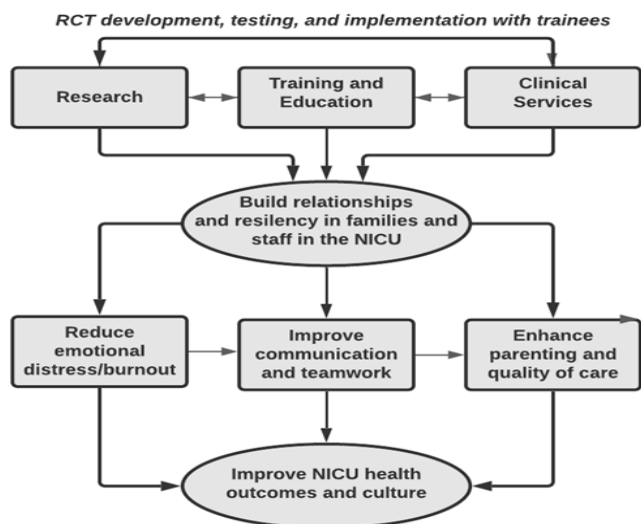 RCT development, testing, and implementation with trainees
Research
Training and
Education
Clinical
Services
Build relationships
and resilency in families and
staff in the NICU
Reduce
emotional
distress/burnout
Improve
communication
and teamwork
Enhance
parenting and
quality of care
Improve NICU health
outcomes and culture